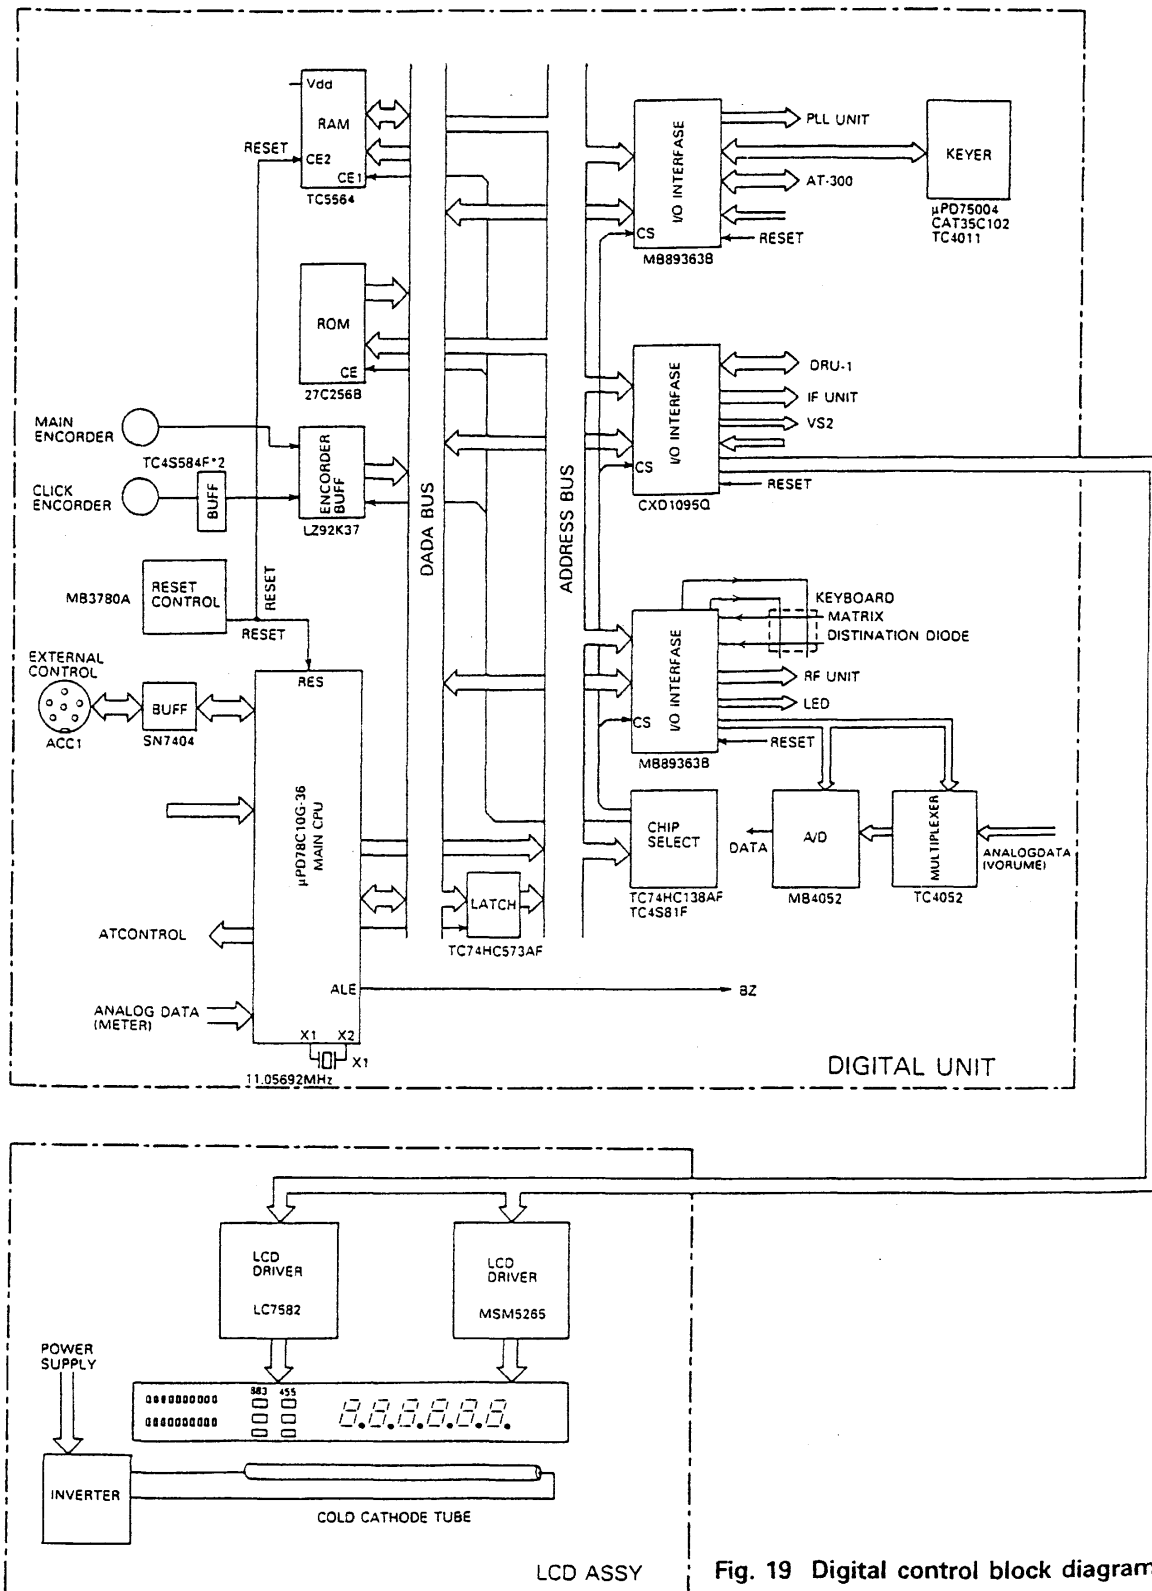 Vdd
RAM
RESET
CE2
CE1
TC5564
ROM
CE
27C256B
MAIN
ENCORDER
TC4S584F*2
CLICK
ENCORDER
BUFF
ENCORDER
BUFF
LZ92K37
MB3780A
RESET
CONTROL
RESET
RESET
EXTERNAL
CONTROL
ACC1
BUFF
SN7404
RES
μPD78C10G-36
MAIN CPU
ATCONTROL
ANALOG DATA
(METER)
ALE
X1 X2
X1
11.05692MHz
DADA BUS
ADDRESS BUS
LATCH
TC74HC573AF
BZ
I/O INTERFASE
CS
MB89363B
PLL UNIT
AT-300
RESET
KEYER
μPD75004
CAT35C102
TC4011
I/O INTERFASE
CS
CXD1095Q
DRU-1
IF UNIT
VS2
RESET
I/O INTERFASE
CS
MB89363B
KEYBOARD
MATRIX
DISTINATION DIODE
RF UNIT
LED
RESET
CHIP
SELECT
TC74HC138AF
TC4S81F
DATA
A/D
MB4052
MULTIPLEXER
TC4052
ANALOGDATA
(VORUME)
DIGITAL UNIT
LCD
DRIVER
LC7582
LCD
DRIVER
MSM5265
POWER
SUPPLY
883 455
8.8.8.8.8.8.
INVERTER
COLD CATHODE TUBE
LCD ASSY
Fig. 19 Digital control block diagram